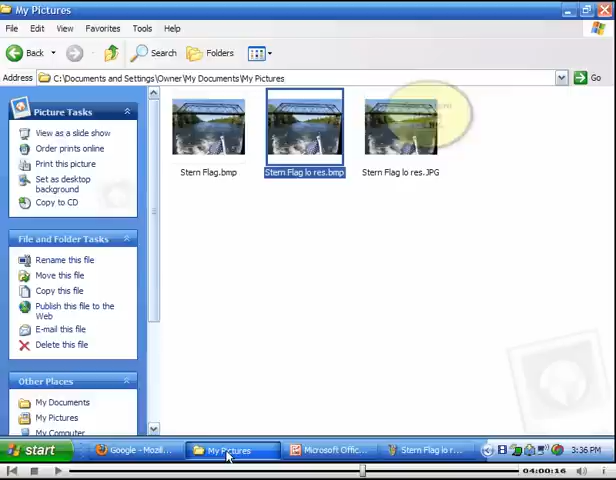 My Pictures
File Edit View Favorites Tools Help
Back Search Folders
Address C:\Documents and Settings\Owner\My Documents\My Pictures Go
Picture Tasks
View as a slide show
Order prints online
Print this picture
Set as desktop
background
Copy to CD
File and Folder Tasks
Rename this file
Move this file
Copy this file
Publish this file to the
Web
E-mail this file
Delete this file
Other Places
My Documents
My Pictures
My Computer
Stern Flag.bmp Stern Flag lo res.bmp Stern Flag lo res.JPG
start Google - Mozil... My Pictures Microsoft Offic... Stern Flag lo r... 3:36 PM
04:00:16